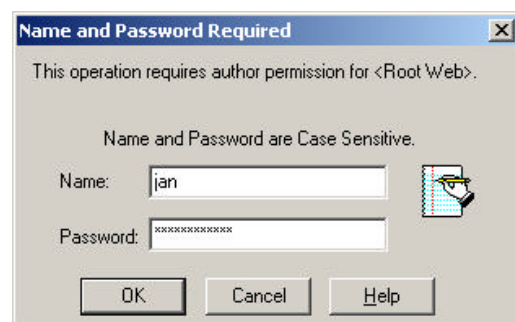 Name and Password Required
This operation requires author permission for <Root Web>.
Name and Password are Case Sensitive.
Name: jan
Password: ************
OK Cancel Help